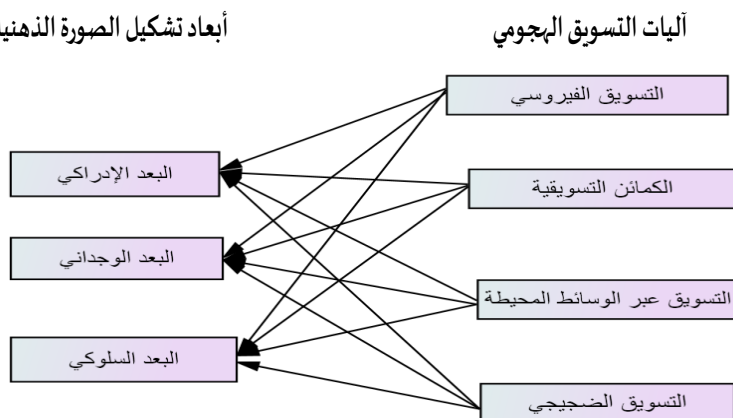 آليات التسويق الهجومي
أبعاد تشكيل الصورة الذهنية
التسويق الفيروسي
الكمائن التسويقية
التسويق عبر الوسائط المحيطة
التسويق الضجيجي
البعد الإدراكي
البعد الوجداني
البعد السلوكي